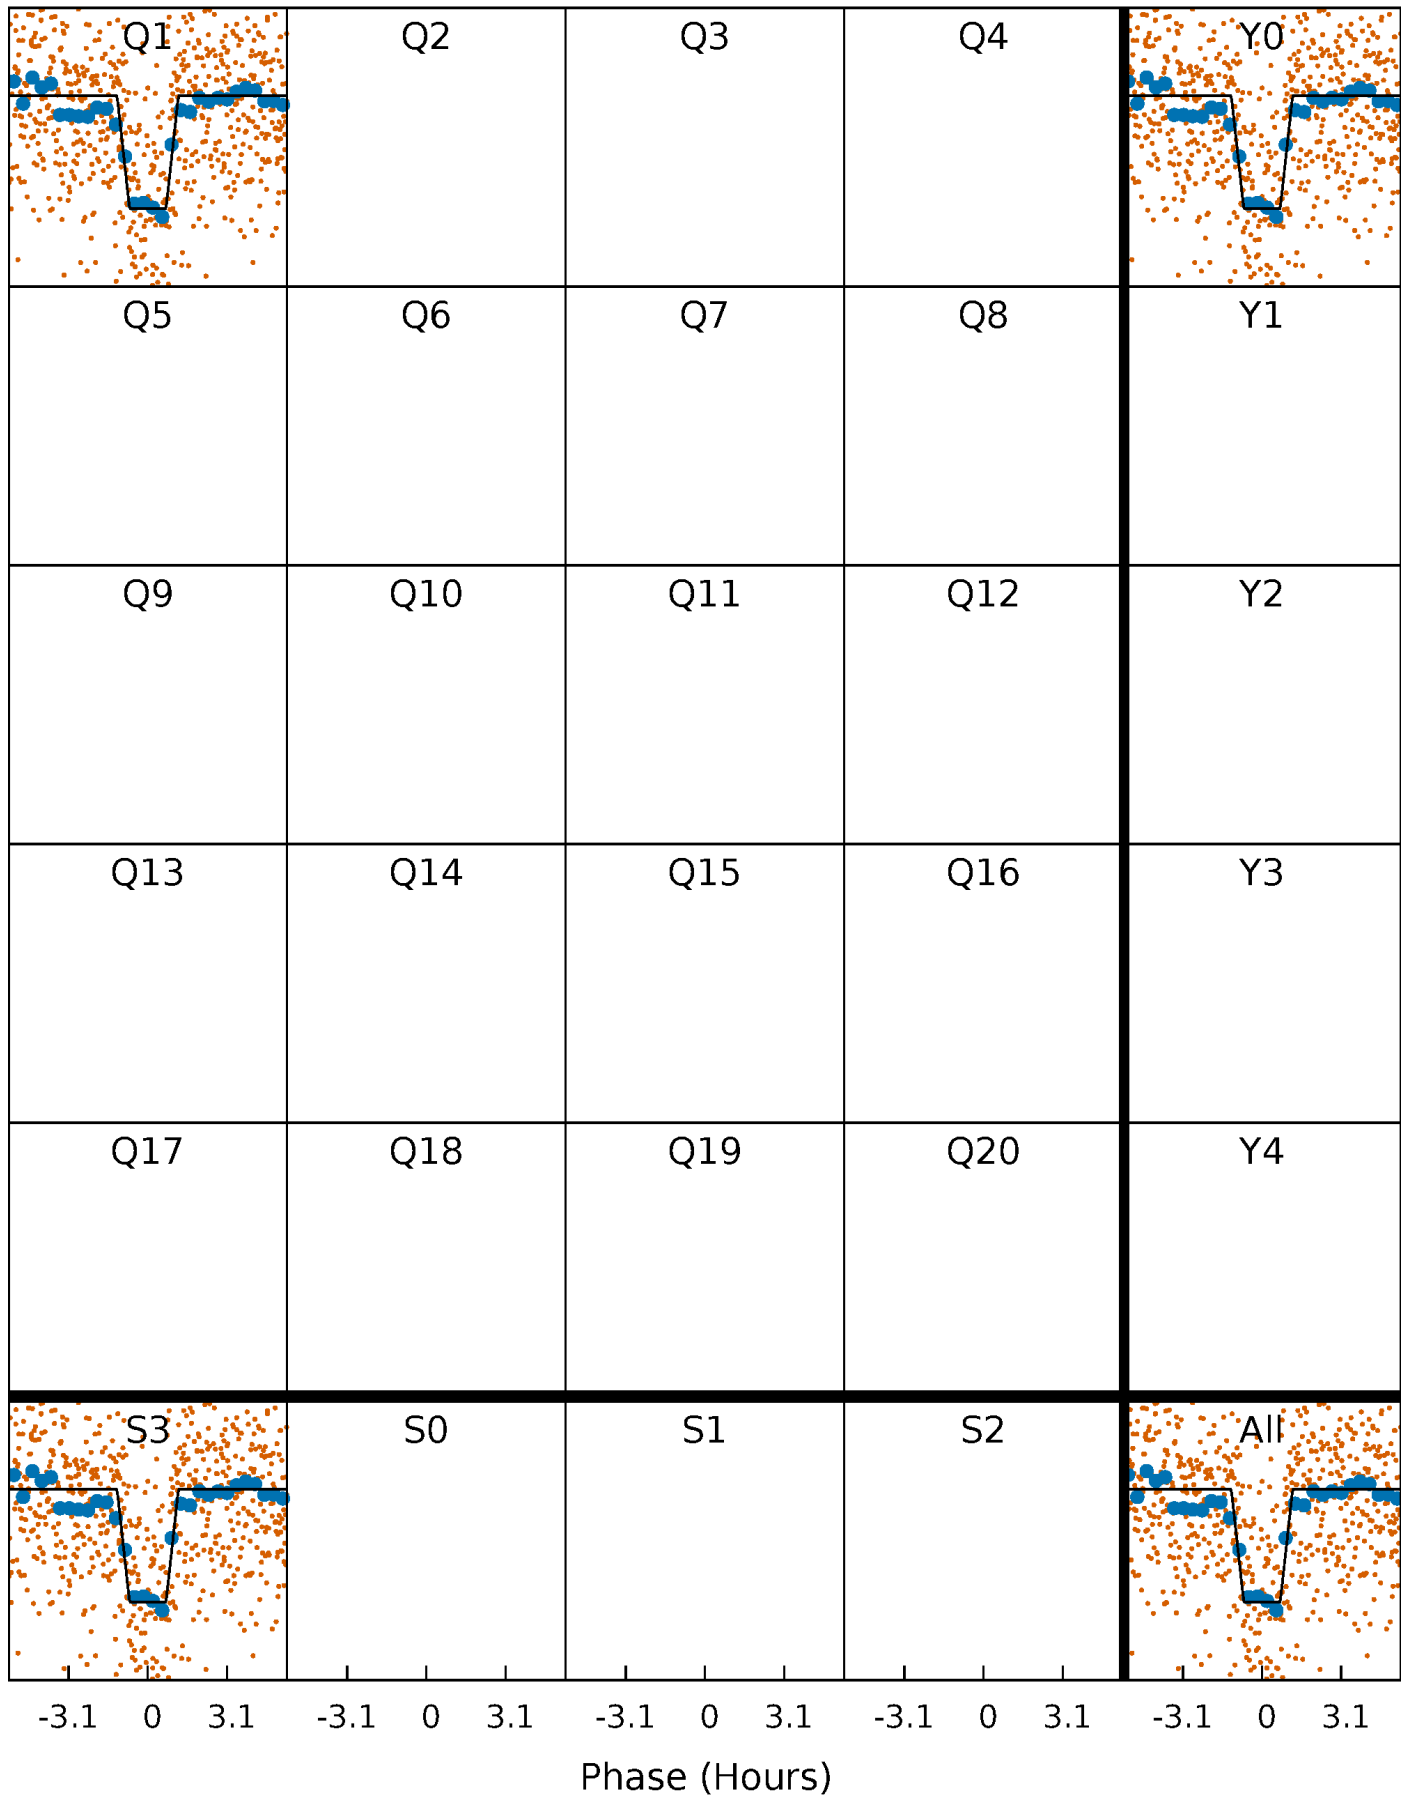 Q1 Q2 Q3 Q4 Y0
Q5 Q6 Q7 Q8 Y1
Q9 Q10 Q11 Q12 Y2
Q13 Q14 Q15 Q16 Y3
Q17 Q18 Q19 Q20 Y4
S3 S0 S1 S2 All
-3.1 0 3.1 -3.1 0 3.1 -3.1 0 3.1 -3.1 0 3.1 -3.1 0 3.1
Phase (Hours)